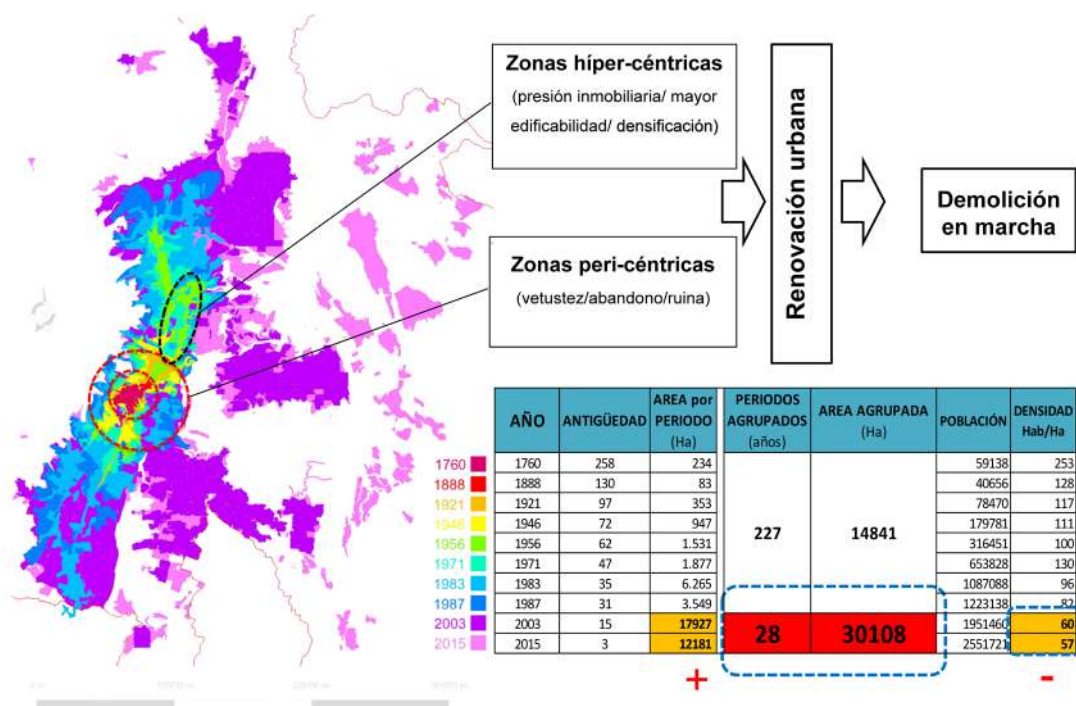 Zonas híper-céntricas
(presión inmobiliaria/ mayor
edificabilidad/ densificación)
Zonas peri-céntricas
(vetustez/abandono/ruina)
Renovación urbana
Demolición
en marcha
1760
1888
1921
1946
1956
1971
1983
1987
2003
2015
AÑO ANTIGÜEDAD AREA por PERIODO (Ha) PERIODOS AGRUPADOS (años) AREA AGRUPADA (Ha) POBLACIÓN DENSIDAD Hab/Ha
1760 258 234 59138 253
1888 130 83 40656 128
1921 97 353 78470 117
1946 72 947 179781 111
1956 62 1.531 227 14841 316451 100
1971 47 1.877 653828 130
1983 35 6.265 1087088 96
1987 31 3.549 1223138 82
2003 15 17927 28 30108 1951460 60
2015 3 12181 2551721 57
+ -